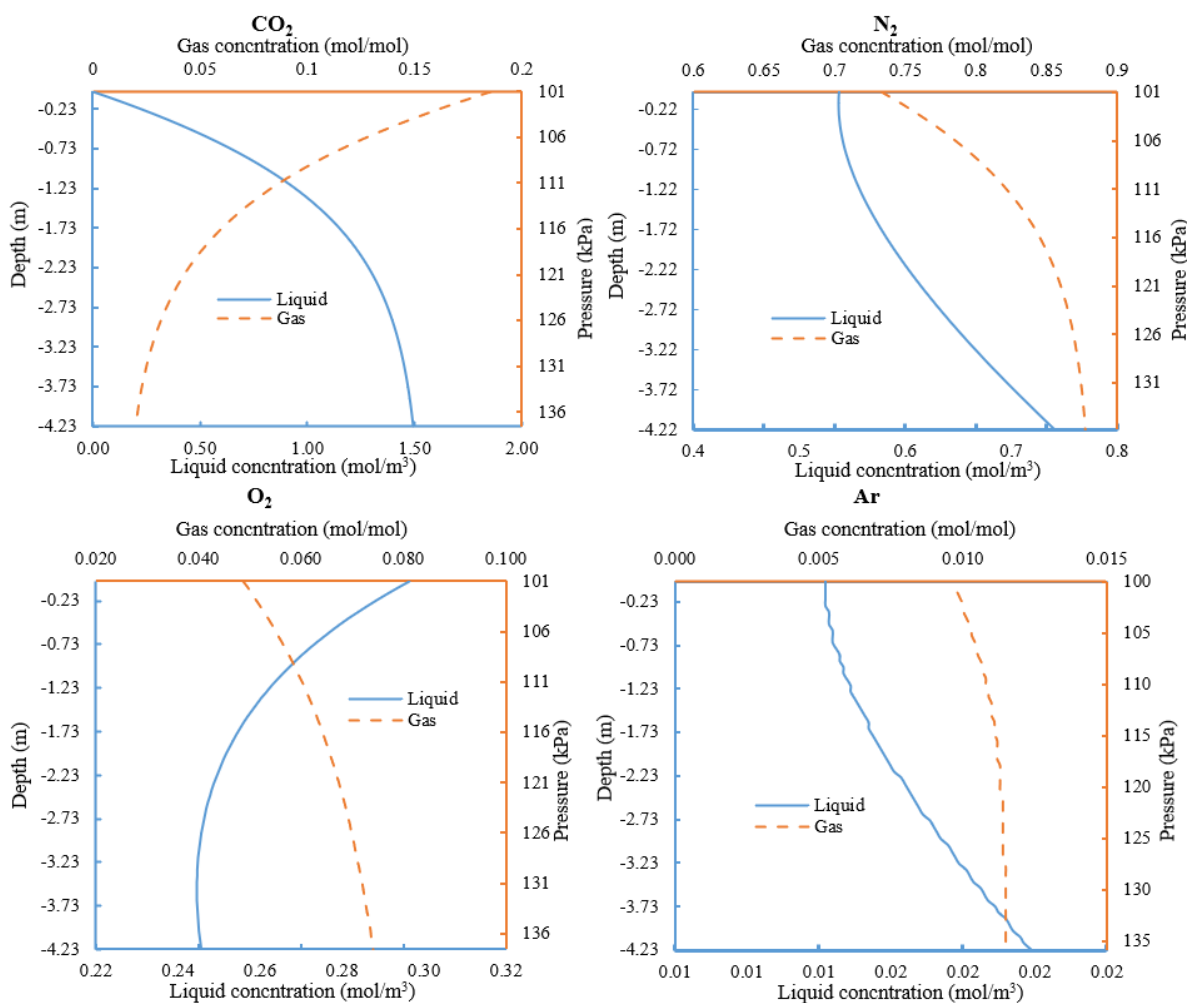 CO2
Gas concntration (mol/mol)
0 0.05 0.1 0.15 0.2
-0.23
-0.73
-1.23
-1.73
-2.23
-2.73
-3.23
-3.73
-4.23
Depth (m)
101
106
111
116
121
126
131
136
Pressure (kPa)
Liquid
Gas
0.00 0.50 1.00 1.50 2.00
Liquid concntration (mol/m3)
N2
Gas concntration (mol/mol)
0.6 0.65 0.7 0.75 0.8 0.85 0.9
-0.23
-0.72
-1.22
-1.72
-2.22
-2.72
-3.22
-3.72
-4.22
Depth (m)
101
106
111
116
121
126
131
Pressure (kPa)
Liquid
Gas
0.4 0.5 0.6 0.7 0.8
Liquid concntration (mol/m3)
O2
Gas concntration (mol/mol)
0.020 0.040 0.060 0.080 0.100
-0.23
-0.73
-1.23
-1.73
-2.23
-2.73
-3.23
-3.73
-4.23
Depth (m)
101
106
111
116
121
126
131
136
Pressure (kPa)
Liquid
Gas
0.22 0.24 0.26 0.28 0.30 0.32
Liquid concntration (mol/m3)
Ar
Gas concntration (mol/mol)
0.000 0.005 0.010 0.015
-0.23
-0.73
-1.23
-1.73
-2.23
-2.73
-3.23
-3.73
-4.23
Depth (m)
100
105
110
115
120
125
130
135
Pressure (kPa)
Liquid
Gas
0.01 0.01 0.01 0.02 0.02 0.02 0.02
Liquid concntration (mol/m3)